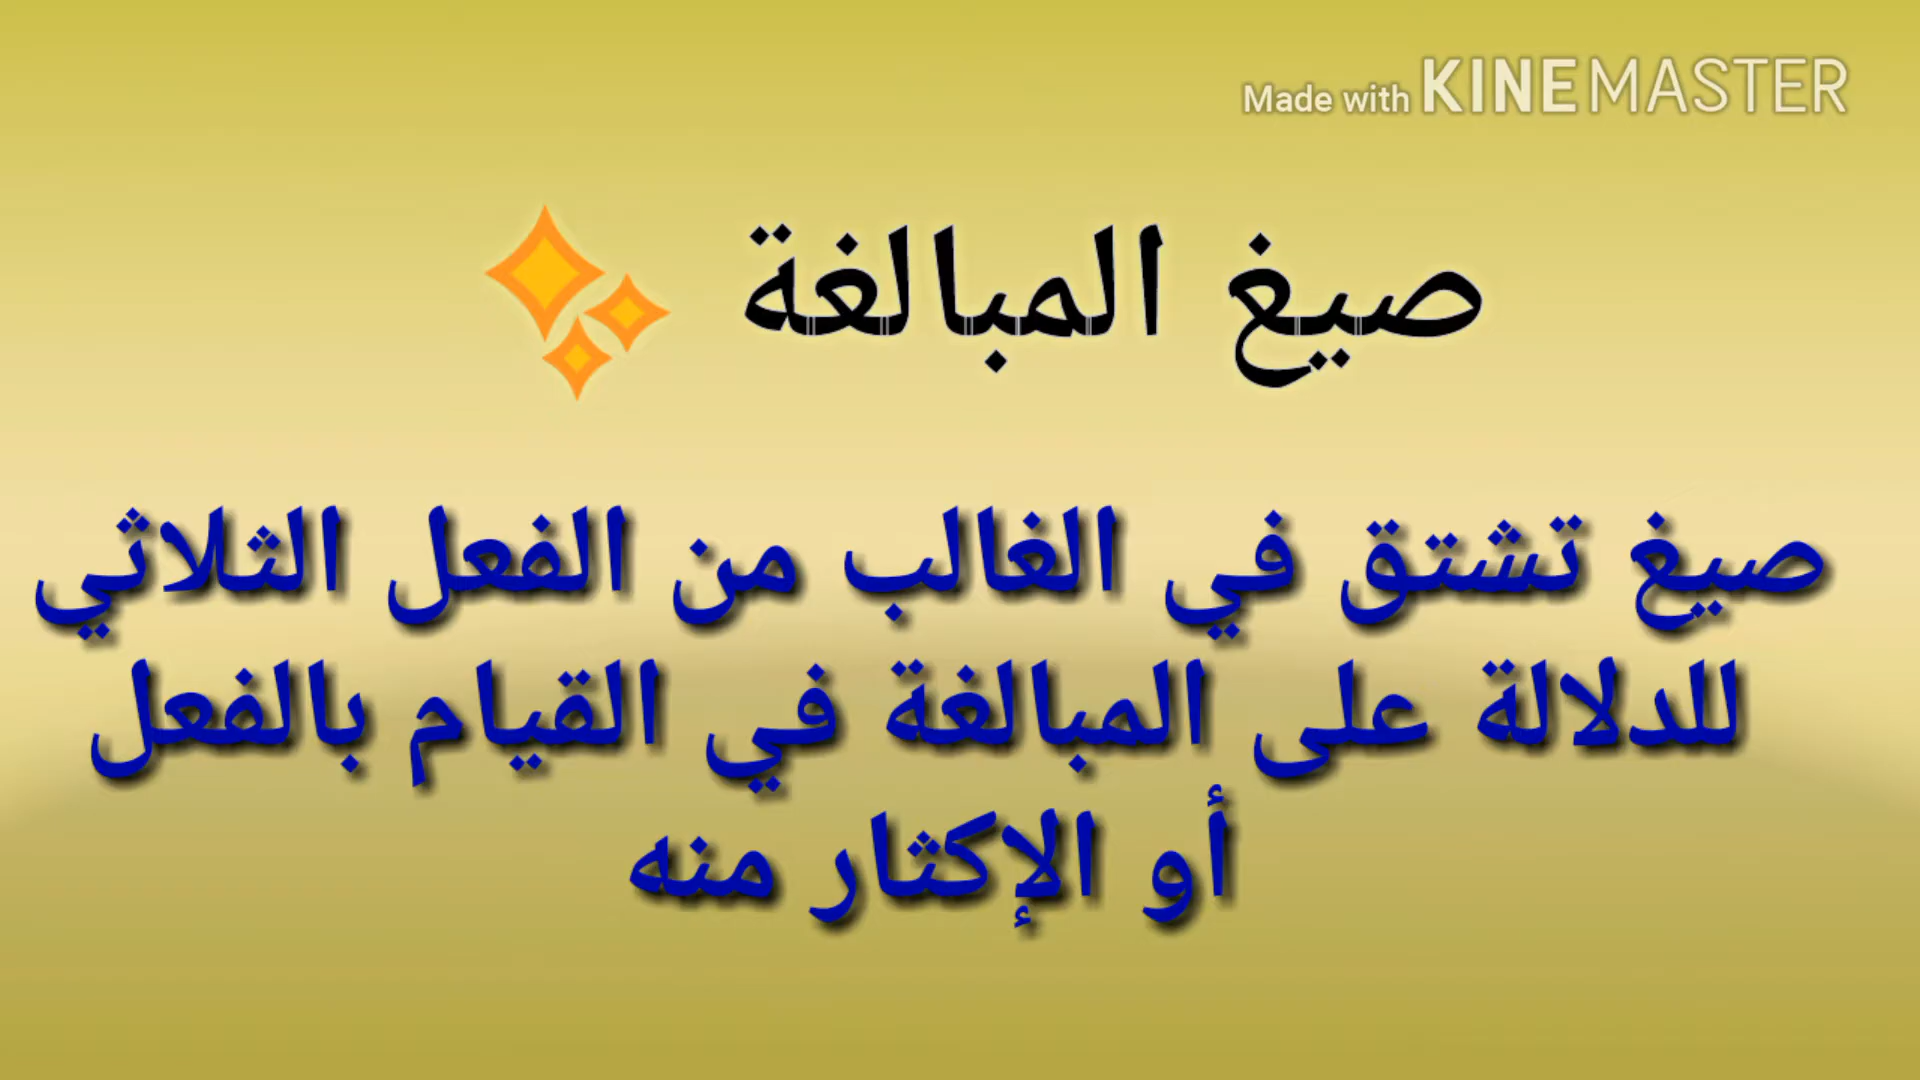 Made with KINEMASTER
صيغ المبالغة ✨
صيغ تشتق في الغالب من الفعل الثلاثي
للدلالة على المبالغة في القيام بالفعل
أو الإكثار منه